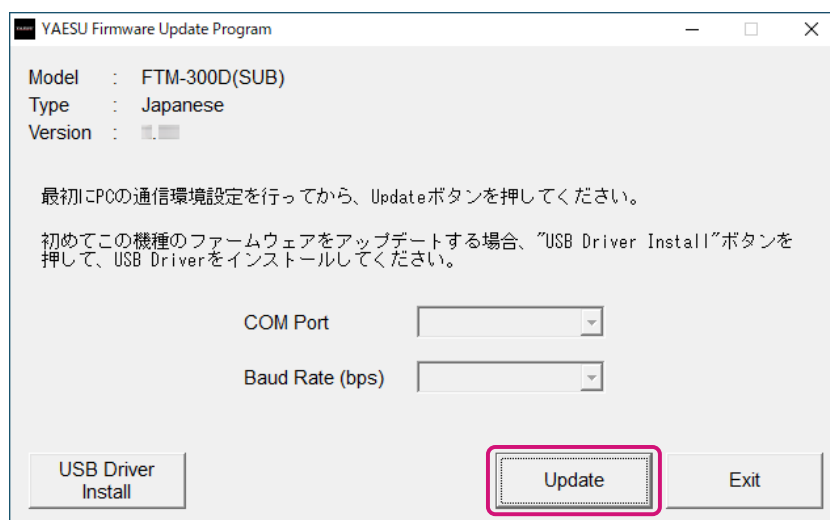 YAESU Firmware Update Program
Model : FTM-300D(SUB)
Type : Japanese
Version :
最初にPCの通信環境設定を行ってから、Updateボタンを押してください。
初めてこの機種のファームウェアをアップデートする場合、"USB Driver Install"ボタンを
押して、USB Driverをインストールしてください。
COM Port
Baud Rate (bps)
USB Driver
Install
Update
Exit